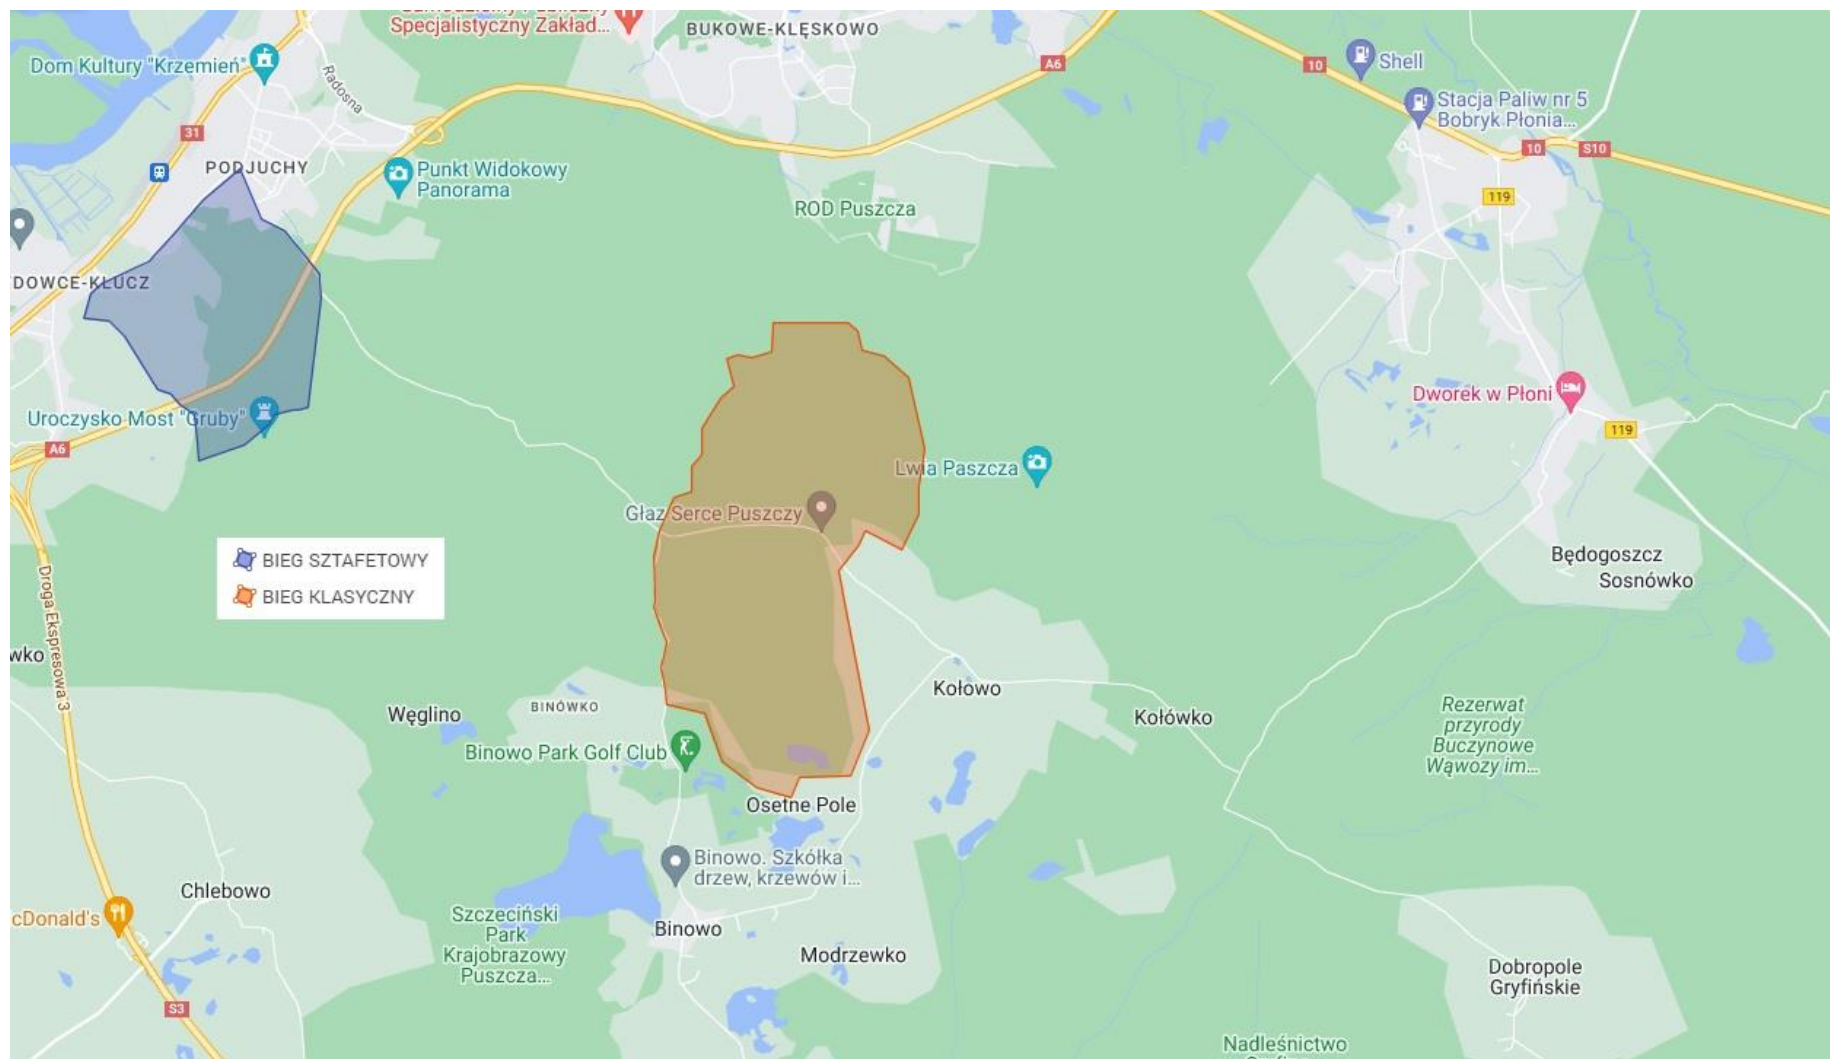 Specjalistyczny Zakład...
BUKOWE-KLĘSKOWO
Dom Kultury "Krzemień"
Radosna
A6
10
Shell
Stacja Paliw nr 5
Bobryk Płonia...
31
10
S10
PODJUCHY
Punkt Widokowy
Panorama
119
ROD Puszcza
DOWCE-KLUCZ
Dworek w Płoni
Uroczysko Most "Gruby"
119
A6
Lwia Paszcza
Głaz Serce Puszczy
BIEG SZTAFETOWY
BIEG KLASYCZNY
Będogoszcz
Sosnówko
Droga Ekspresowa 3
wko
Kołowo
Węglino
BINÓWKO
Kołówko
Rezerwat
przyrody
Buczynowe
Wąwozy im...
Binowo Park Golf Club
Osetne Pole
Binowo. Szkółka
drzew, krzewów i...
Chlebowo
cDonald's
Szczeciński
Park
Krajobrazowy
Puszcza...
Binowo
Modrzewko
Dobropole
Gryfińskie
S3
Nadleśnictwo